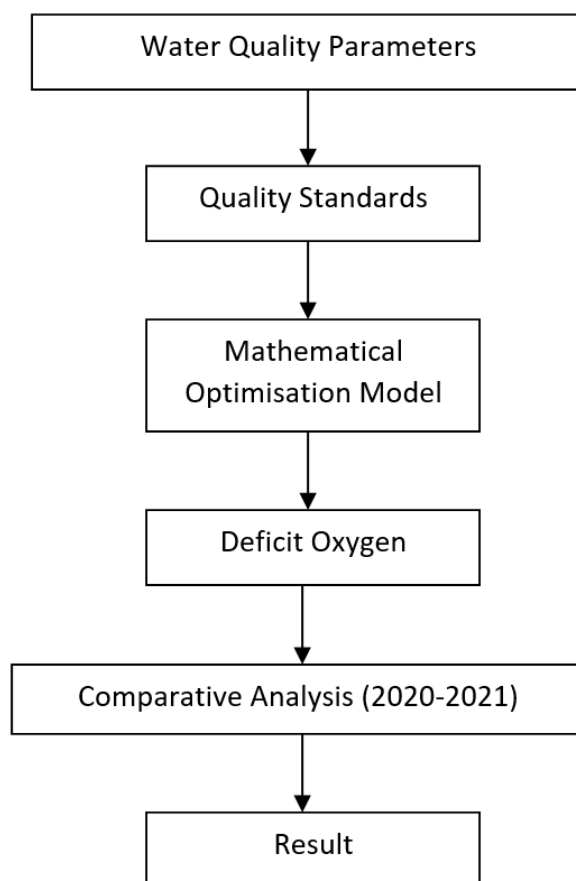 Water Quality Parameters
Quality Standards
Mathematical
Optimisation Model
Deficit Oxygen
Comparative Analysis (2020-2021)
Result